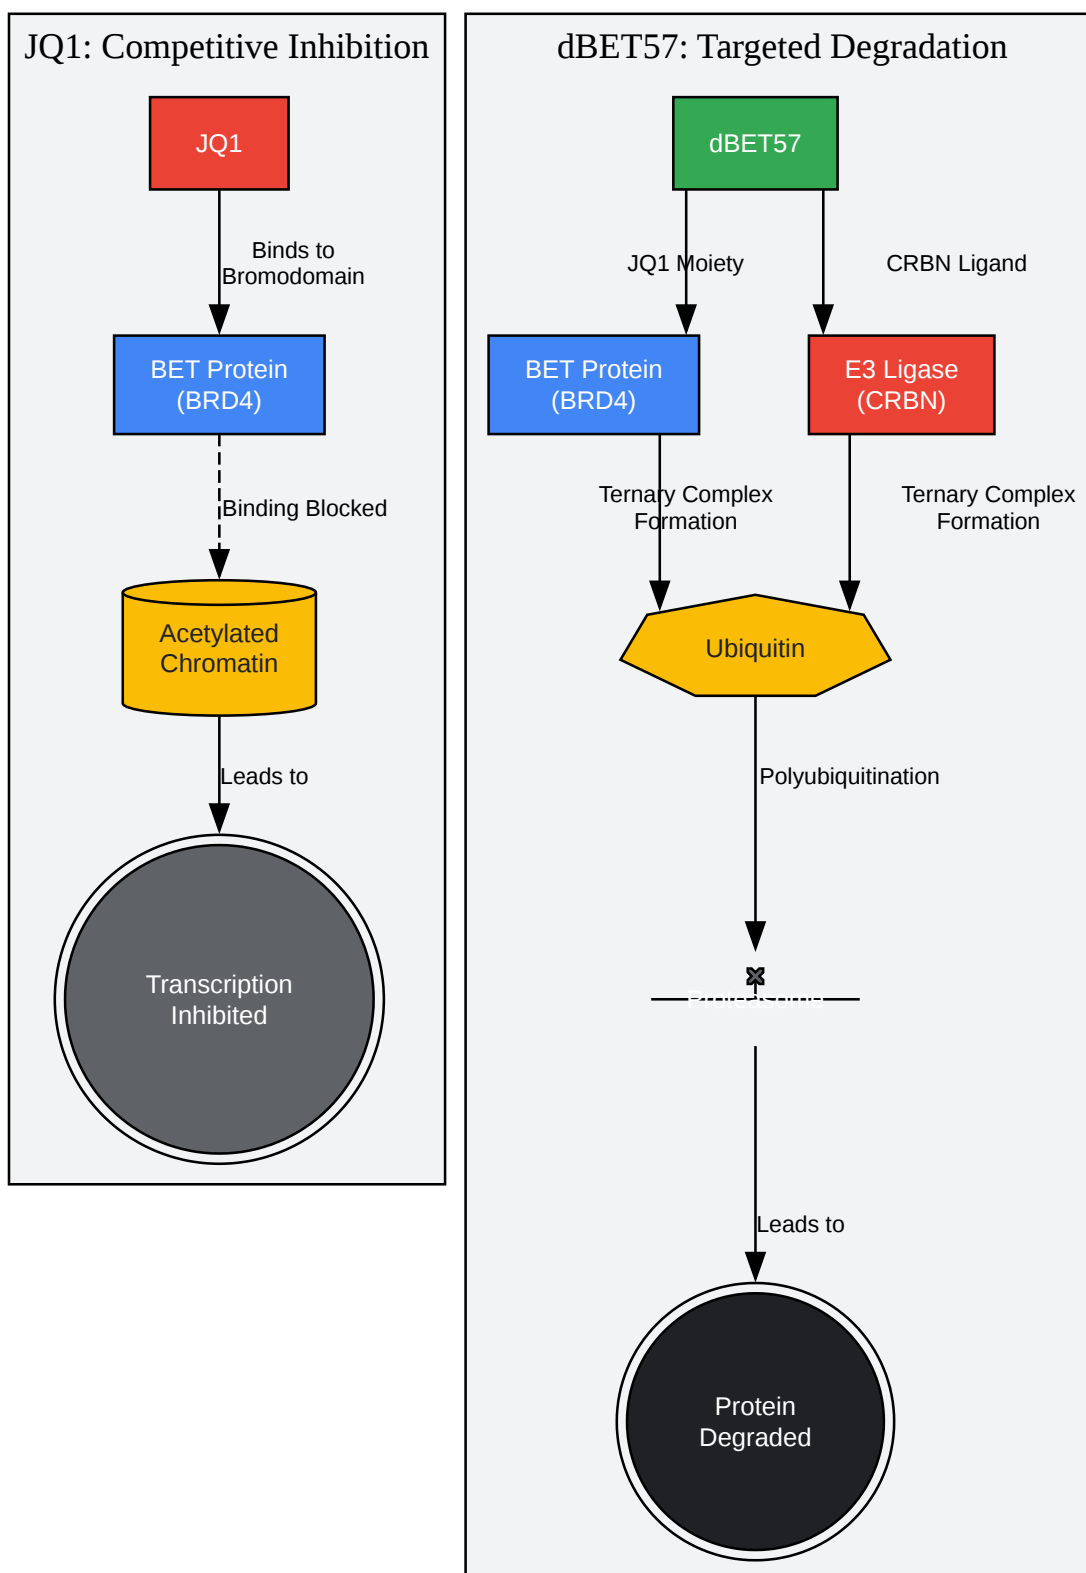 JQ1: Competitive Inhibition
JQ1
Binds to
Bromodomain
BET Protein
(BRD4)
Binding Blocked
Acetylated
Chromatin
Leads to
Transcription
Inhibited
dBET57: Targeted Degradation
dBET57
JQ1 Moiety
CRBN Ligand
BET Protein
(BRD4)
E3 Ligase
(CRBN)
Ternary Complex
Formation
Ternary Complex
Formation
Ubiquitin
Polyubiquitination
Proteasome
Leads to
Protein
Degraded